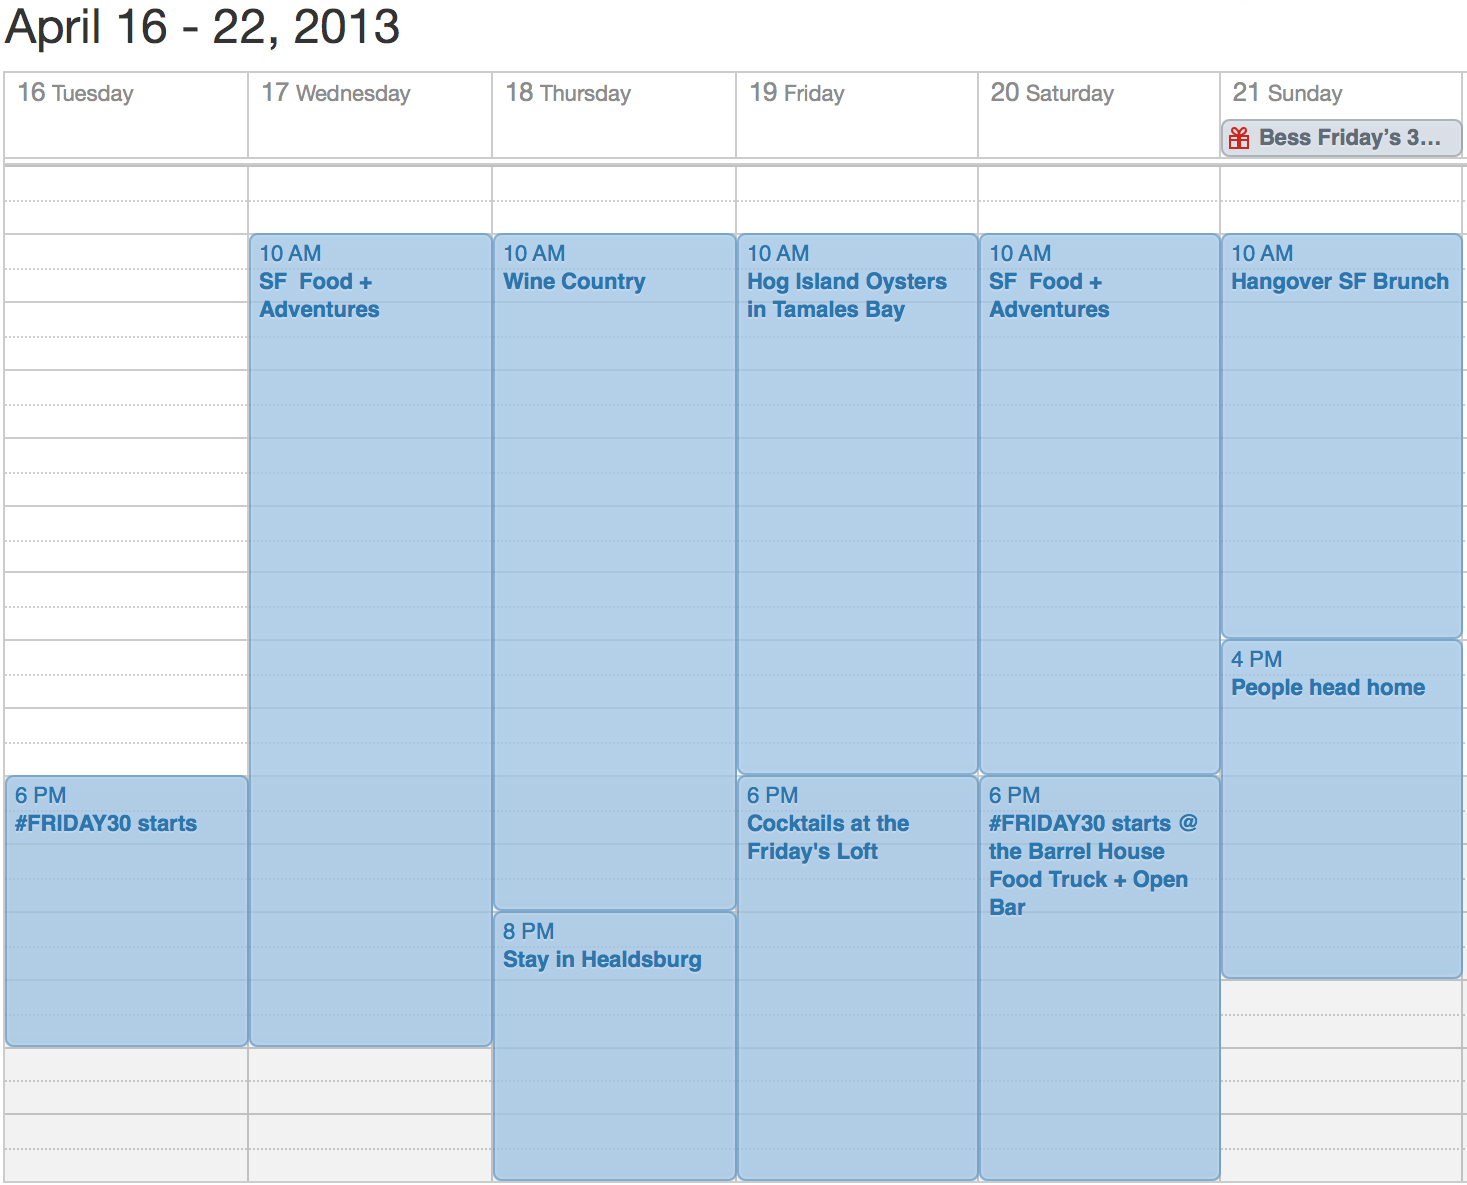 April 16 - 22, 2013
16 Tuesday
17 Wednesday
18 Thursday
19 Friday
20 Saturday
21 Sunday
Bess Friday’s 3...
10 AM
SF  Food +
Adventures
10 AM
Wine Country
10 AM
Hog Island Oysters
in Tamales Bay
10 AM
SF  Food +
Adventures
10 AM
Hangover SF Brunch
4 PM
People head home
6 PM
#FRIDAY30 starts
6 PM
Cocktails at the
Friday's Loft
6 PM
#FRIDAY30 starts @
the Barrel House
Food Truck + Open
Bar
8 PM
Stay in Healdsburg